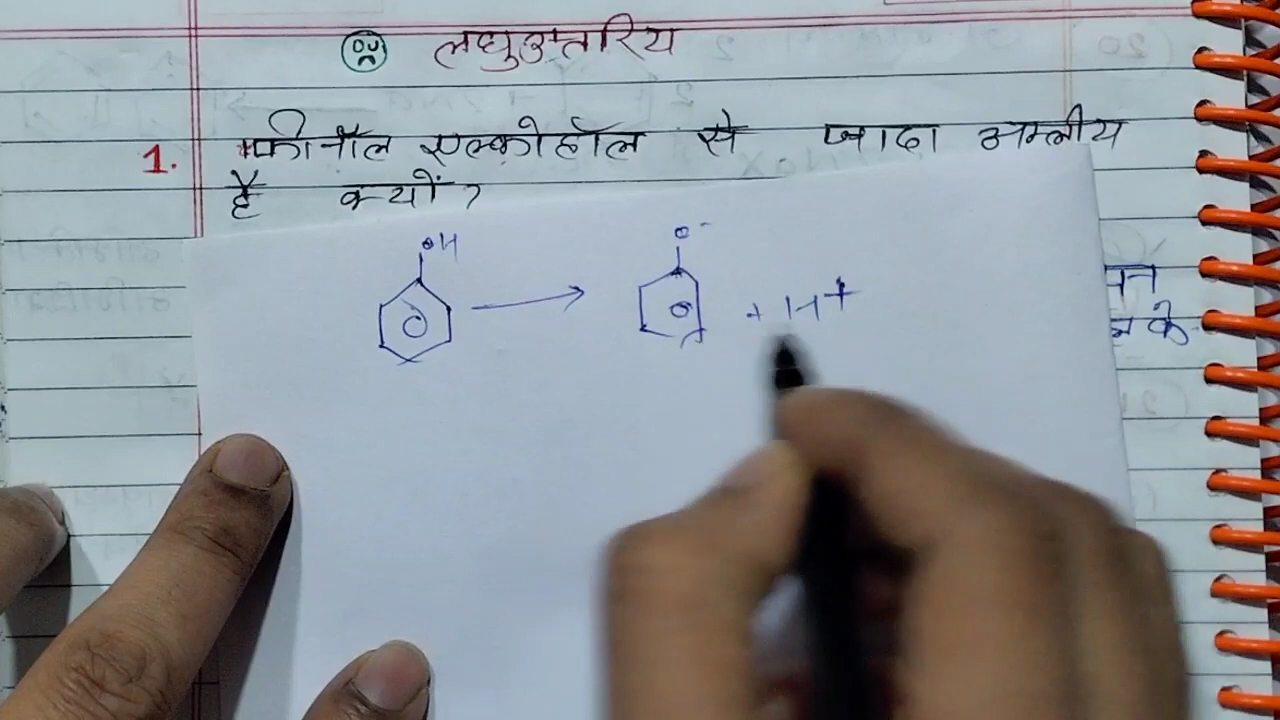 लघुउत्तरिय
1. फीनॉल एल्कोहॉल से ज्यादा अम्लीय
है क्यों?
OH
O⁻
+ H+
के